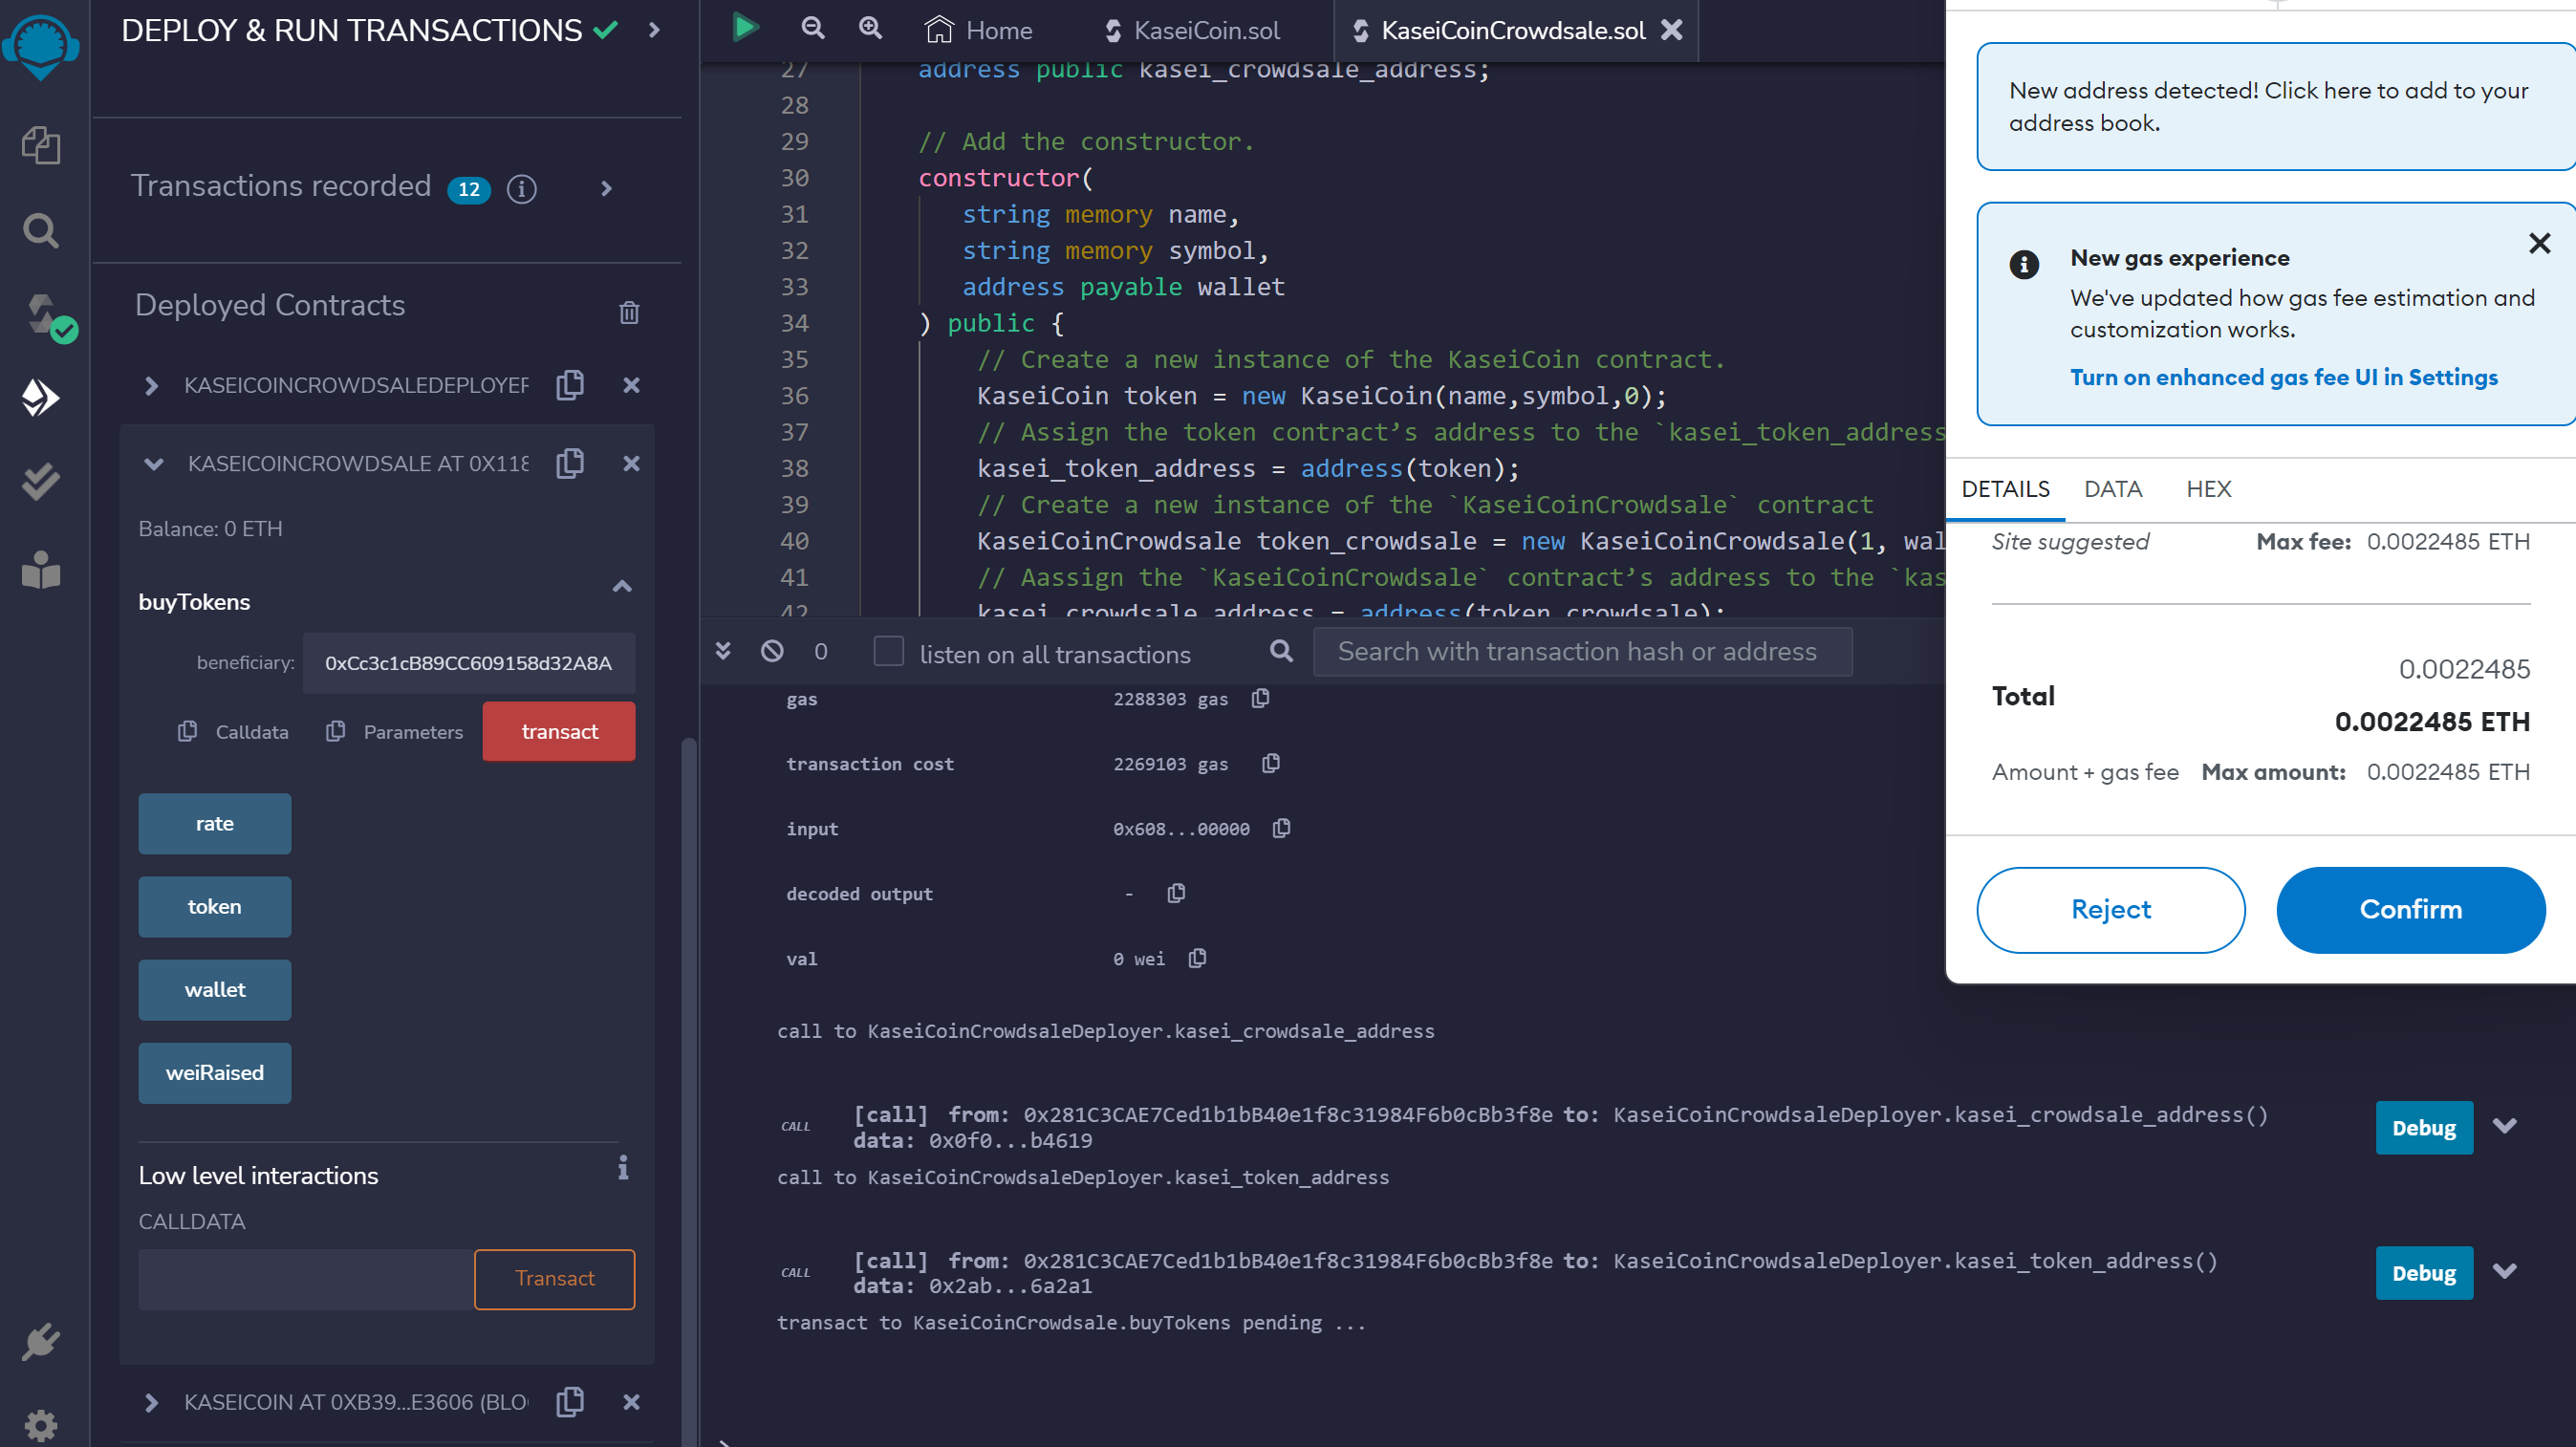 DEPLOY & RUN TRANSACTIONS
Transactions recorded 12
Deployed Contracts
KASEICOINCROWDSALEDEPLOYER
KASEICOINCROWDSALE AT 0X118
Balance: 0 ETH
buyTokens
beneficiary: 0xCc3c1cB89CC609158d32A8A
Calldata Parameters transact
rate
token
wallet
weiRaised
Low level interactions
CALLDATA
Transact
KASEICOIN AT 0XB39...E3606 (BLO
Home KaseiCoin.sol KaseiCoinCrowdsale.sol
27 address public kasei_crowdsale_address;
28
29 // Add the constructor.
30 constructor(
31 string memory name,
32 string memory symbol,
33 address payable wallet
34 ) public {
35 // Create a new instance of the KaseiCoin contract.
36 KaseiCoin token = new KaseiCoin(name,symbol,0);
37 // Assign the token contract’s address to the `kasei_token_address
38 kasei_token_address = address(token);
39 // Create a new instance of the `KaseiCoinCrowdsale` contract
40 KaseiCoinCrowdsale token_crowdsale = new KaseiCoinCrowdsale(1, wal
41 // Aassign the `KaseiCoinCrowdsale` contract’s address to the `kas
42 kasei_crowdsale_address = address(token_crowdsale);
0 listen on all transactions Search with transaction hash or address
gas 2288303 gas
transaction cost 2269103 gas
input 0x608...00000
decoded output -
val 0 wei
call to KaseiCoinCrowdsaleDeployer.kasei_crowdsale_address
CALL [call] from: 0x281C3CAE7Ced1b1bB40e1f8c31984F6b0cBb3f8e to: KaseiCoinCrowdsaleDeployer.kasei_crowdsale_address()
data: 0x0f0...b4619
Debug
call to KaseiCoinCrowdsaleDeployer.kasei_token_address
CALL [call] from: 0x281C3CAE7Ced1b1bB40e1f8c31984F6b0cBb3f8e to: KaseiCoinCrowdsaleDeployer.kasei_token_address()
data: 0x2ab...6a2a1
Debug
transact to KaseiCoinCrowdsale.buyTokens pending ...
New address detected! Click here to add to your
address book.
New gas experience
We've updated how gas fee estimation and
customization works.
Turn on enhanced gas fee UI in Settings
DETAILS DATA HEX
Site suggested Max fee: 0.0022485 ETH
0.0022485
Total
0.0022485 ETH
Amount + gas fee Max amount: 0.0022485 ETH
Reject Confirm